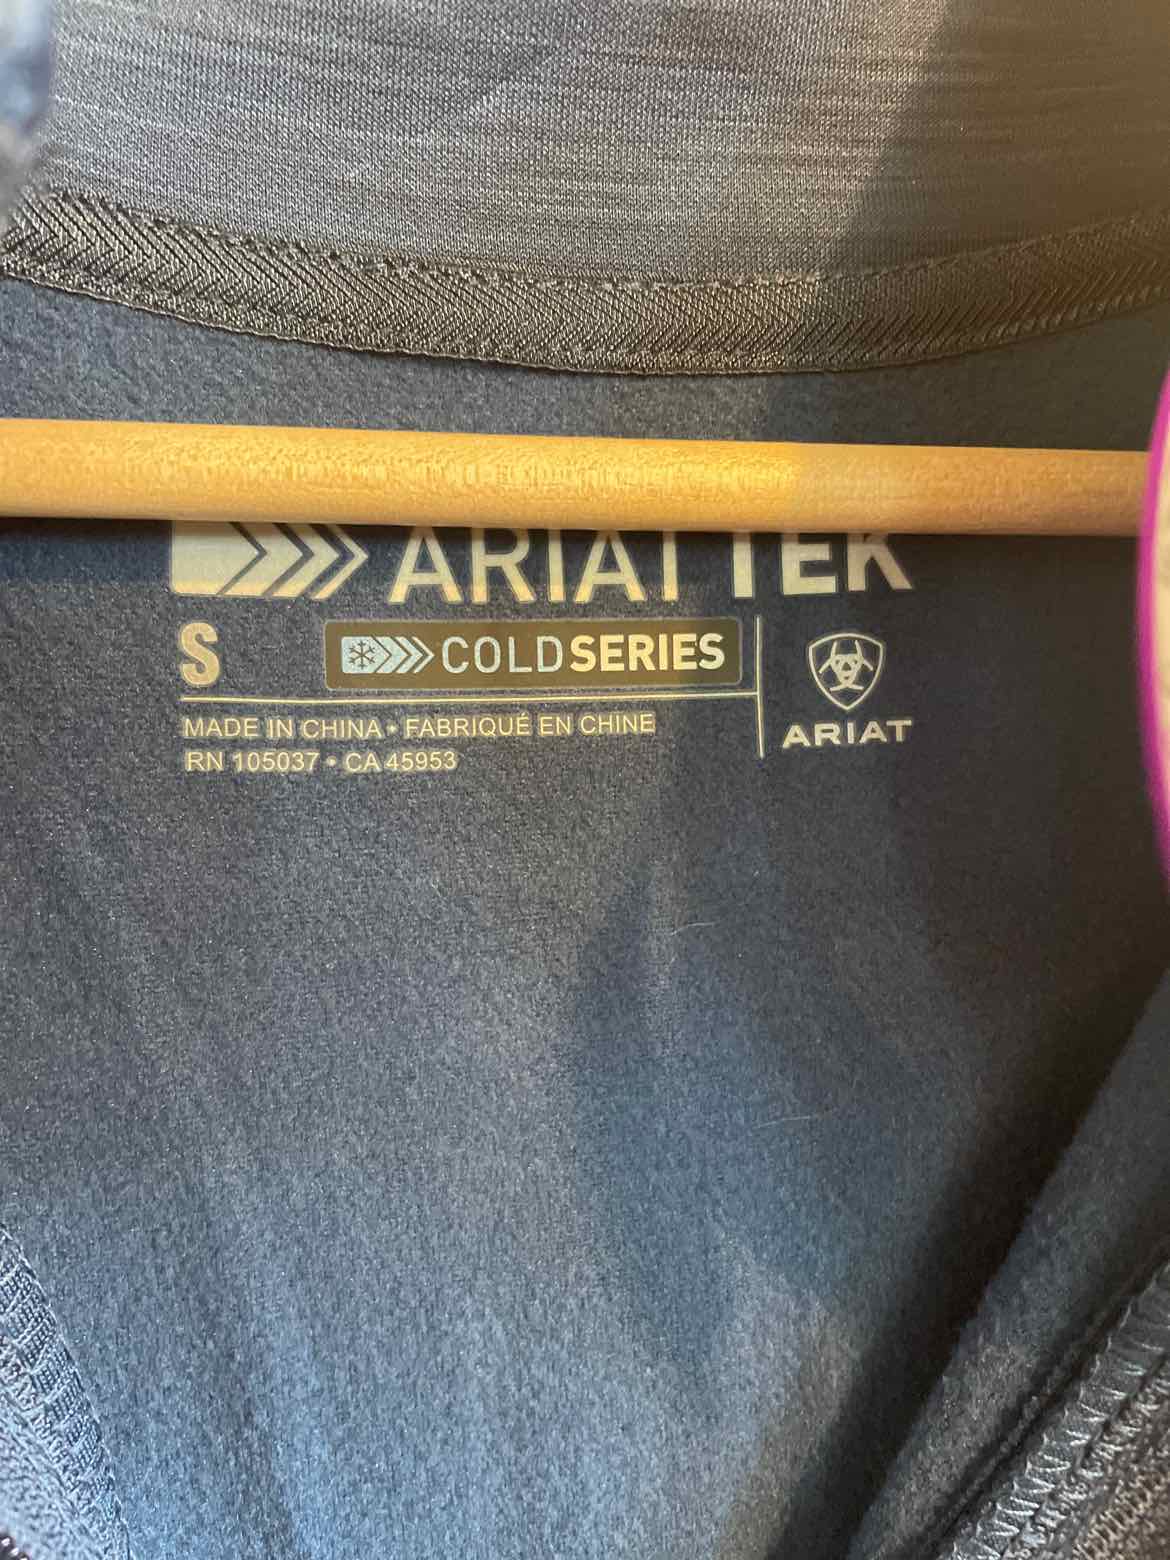 ARIAT TEK
S
COLDSERIES
MADE IN CHINA • FABRIQUÉ EN CHINE
RN 105037 • CA 45953
ARIAT